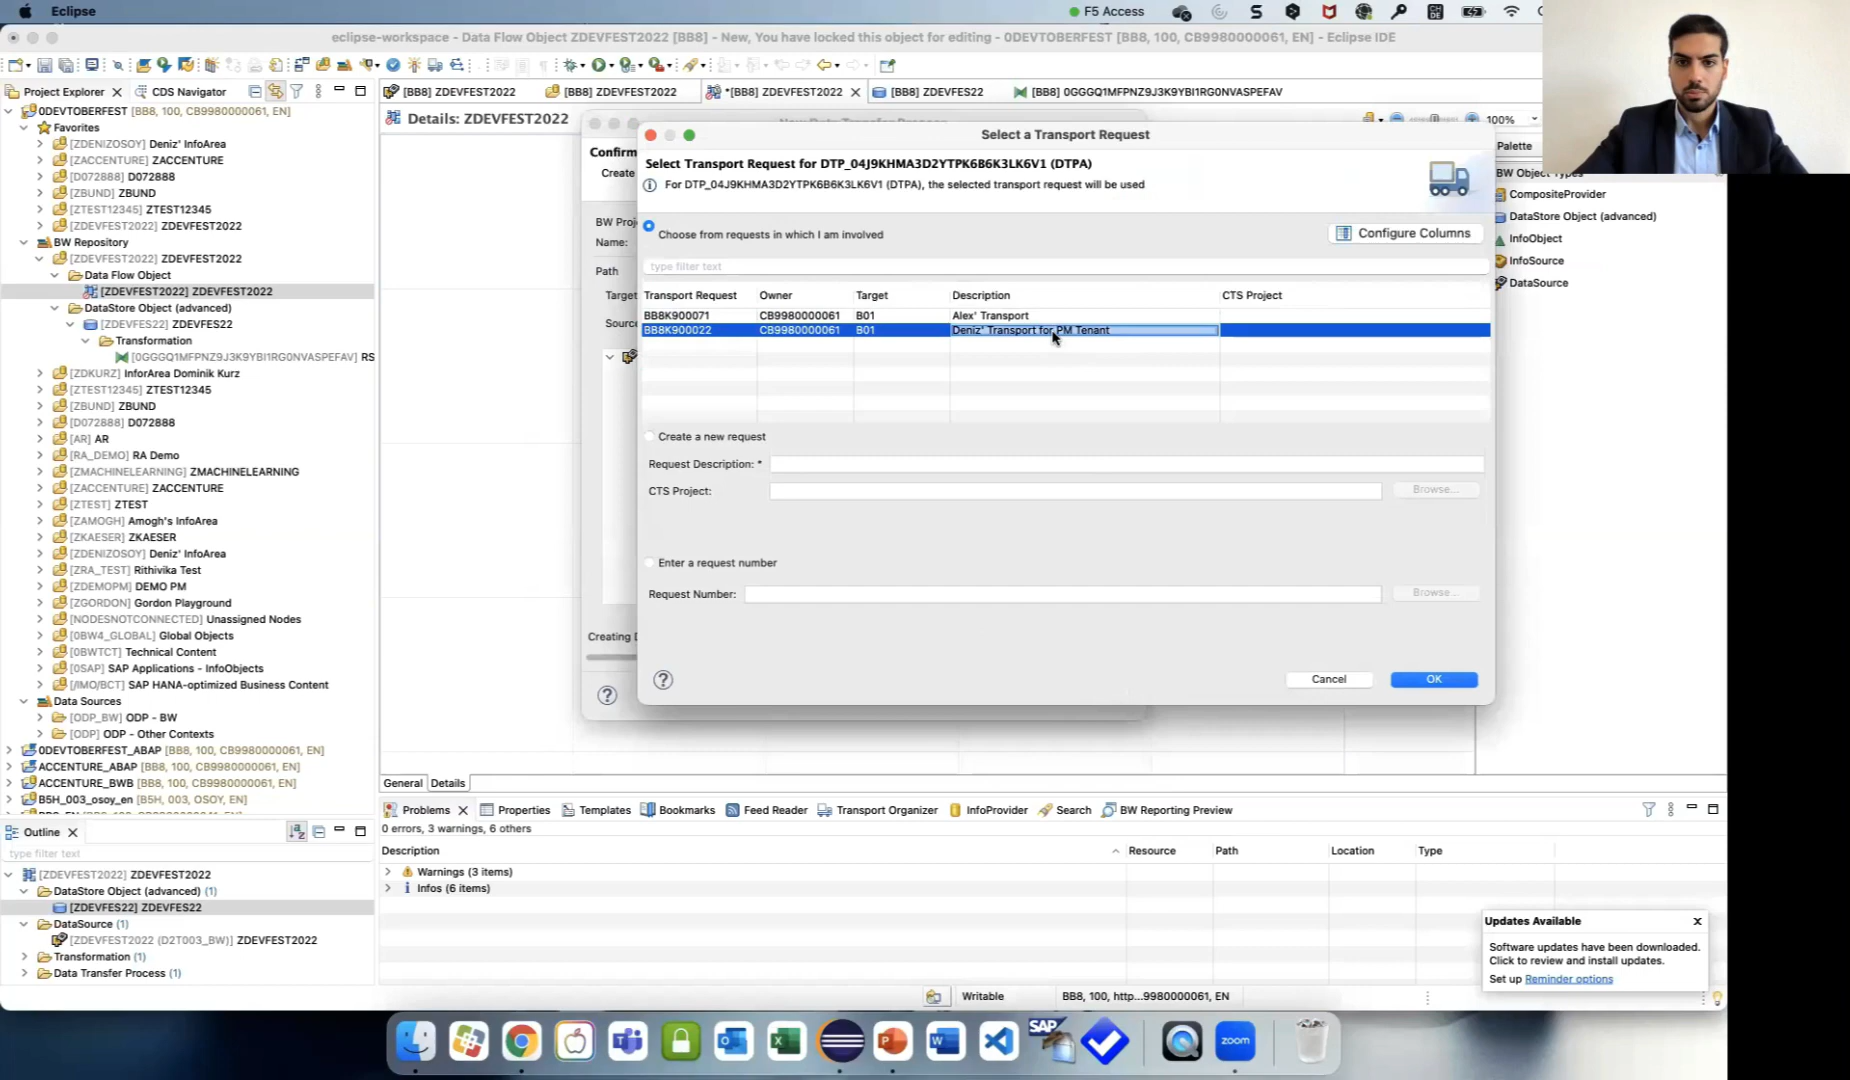 Eclipse
F5 Access
eclipse-workspace - Data Flow Object ZDEVFEST2022 [BB8] - New, You have locked this object for editing - 0DEVTOBERFEST [BB8, 100, CB9980000061, EN] - Eclipse IDE
Project Explorer
CDS Navigator
[BB8] ZDEVFEST2022
[BB8] ZDEVFEST2022
*[BB8] ZDEVFEST2022
[BB8] ZDEVFES22
[BB8] 0GGGQ1MFPNZ9J3K9YBI1RG0NVASPEFAV]
0DEVTOBERFEST [BB8, 100, CB9980000061, EN]
Favorites
[ZDENIZOSOY] Deniz' InfoArea
[ZACCENTURE] ZACCENTURE
[D072888] D072888
[ZBUND] ZBUND
[ZTEST12345] ZTEST12345
[ZDEVFEST2022] ZDEVFEST2022
BW Repository
[ZDEVFEST2022] ZDEVFEST2022
Data Flow Object
[ZDEVFEST2022] ZDEVFEST2022
DataStore Object (advanced)
[ZDEVFES22] ZDEVFES22
Transformation
[0GGGQ1MFPNZ9J3K9YBI1RG0NVASPEFAV] RS
[ZDKURZ] InforArea Dominik Kurz
[ZTEST12345] ZTEST12345
[ZBUND] ZBUND
[D072888] D072888
[AR] AR
[RA_DEMO] RA Demo
[ZMACHINELEARNING] ZMACHINELEARNING
[ZACCENTURE] ZACCENTURE
[ZTEST] ZTEST
[ZAMOGH] Amogh's InfoArea
[ZKAESER] ZKAESER
[ZDENIZOSOY] Deniz' InfoArea
[ZRA_TEST] Rithivika Test
[ZDEMOPM] DEMO PM
[ZGORDON] Gordon Playground
[NODESNOTCONNECTED] Unassigned Nodes
[0BW4_GLOBAL] Global Objects
[0BWTCT] Technical Content
[0SAP] SAP Applications - InfoObjects
[/IMO/BCT] SAP HANA-optimized Business Content
Data Sources
[ODP_BW] ODP - BW
[ODP] ODP - Other Contexts
0DEVTOBERFEST_ABAP [BB8, 100, CB9980000061, EN]
ACCENTURE_ABAP [BB8, 100, CB9980000061, EN]
ACCENTURE_BWB [BB8, 100, CB9980000061, EN]
B5H_003_osoy_en [B5H, 003, OSOY, EN]
Details: ZDEVFEST2022
100%
Confirm
Create
BW Proj
Name:
Path
Target
Source
Creating D
Select a Transport Request
Select Transport Request for DTP_04J9KHMA3D2YTPK6B6K3LK6V1 (DTPA)
For DTP_04J9KHMA3D2YTPK6B6K3LK6V1 (DTPA), the selected transport request will be used
Choose from requests in which I am involved
Configure Columns
type filter text
Transport Request Owner Target Description CTS Project
BB8K900071 CB9980000061 B01 Alex' Transport
BB8K900022 CB9980000061 B01 Deniz' Transport for PM Tenant
Create a new request
Request Description: *
CTS Project:
Browse...
Enter a request number
Request Number:
Browse...
Cancel
OK
Palette
BW Object Types
CompositeProvider
DataStore Object (advanced)
InfoObject
InfoSource
DataSource
General
Details
Problems
Properties
Templates
Bookmarks
Feed Reader
Transport Organizer
InfoProvider
Search
BW Reporting Preview
0 errors, 3 warnings, 6 others
Description Resource Path Location Type
Warnings (3 items)
Infos (6 items)
Outline
type filter text
[ZDEVFEST2022] ZDEVFEST2022
DataStore Object (advanced) (1)
[ZDEVFES22] ZDEVFES22
DataSource (1)
[ZDEVFEST2022 (D2T003_BW)] ZDEVFEST2022
Transformation (1)
Data Transfer Process (1)
Updates Available
x
Software updates have been downloaded.
Click to review and install updates.
Set up Reminder options
Writable
BB8, 100, http...9980000061, EN
SAP
zoom